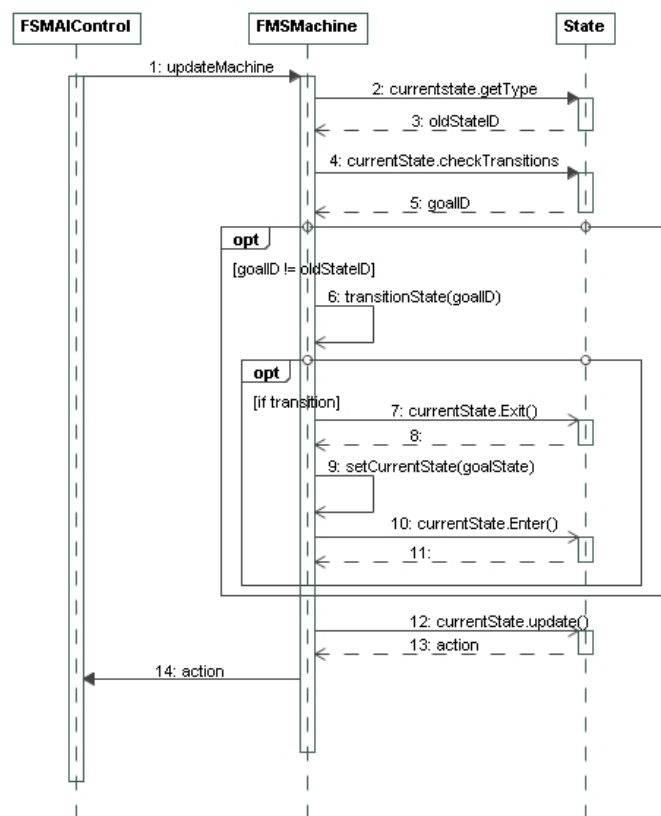 FSMAIControl
FMSMachine
State
1: updateMachine
2: currentstate.getType
3: oldStateID
4: currentState.checkTransitions
5: goalID
opt
[goalID != oldStateID]
6: transitionState(goalID)
opt
[if transition]
7: currentState.Exit()
8:
9: setCurrentState(goalState)
10: currentState.Enter()
11:
12: currentState.update()
13: action
14: action